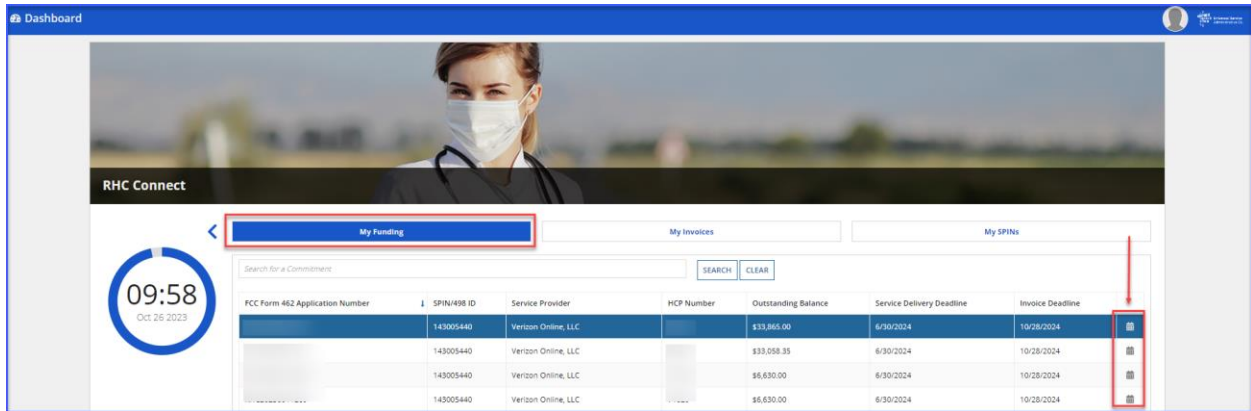 Dashboard
RHC Connect
My Funding My Invoices My SPINs
Search for a Commitment SEARCH CLEAR
09:58
Oct 26 2023
FCC Form 462 Application Number SPIN/498 ID Service Provider HCP Number Outstanding Balance Service Delivery Deadline Invoice Deadline
143005440 Verizon Online, LLC $33,865.00 6/30/2024 10/28/2024
143005440 Verizon Online, LLC $33,058.35 6/30/2024 10/28/2024
143005440 Verizon Online, LLC $6,630.00 6/30/2024 10/28/2024
143005440 Verizon Online, LLC $6,630.00 6/30/2024 10/28/2024